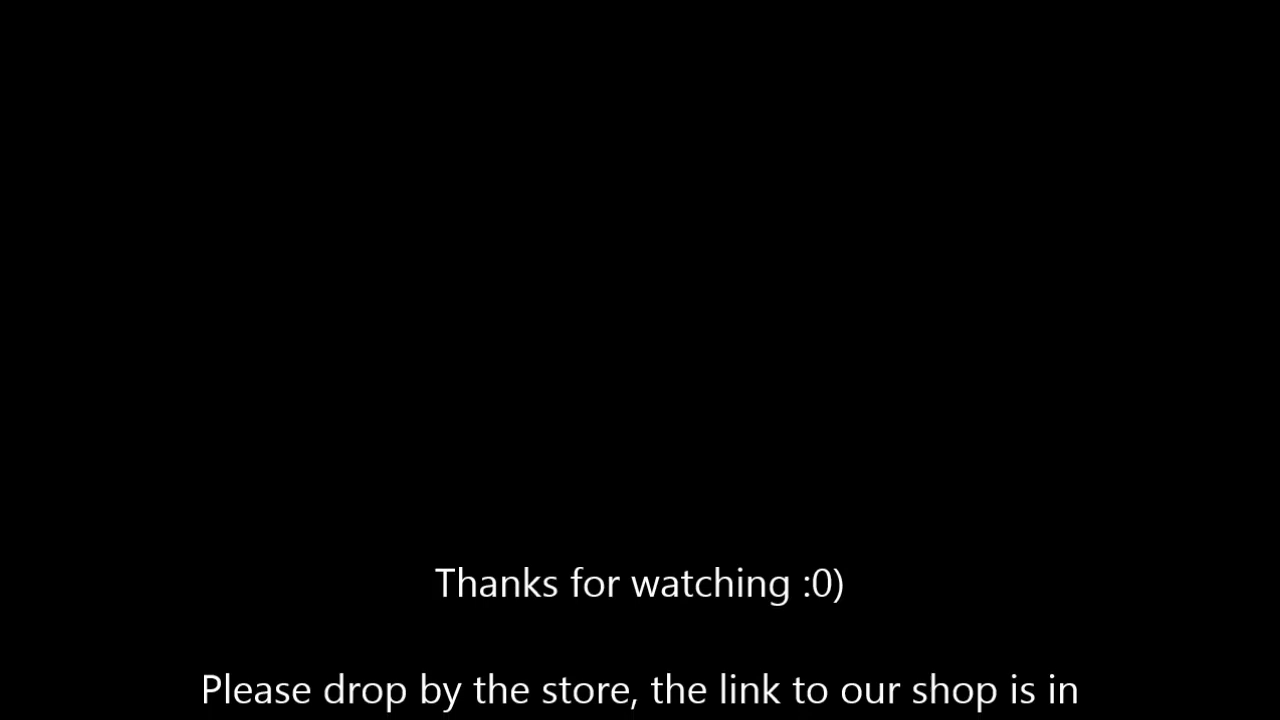 Thanks for watching :0)
Please drop by the store, the link to our shop is in